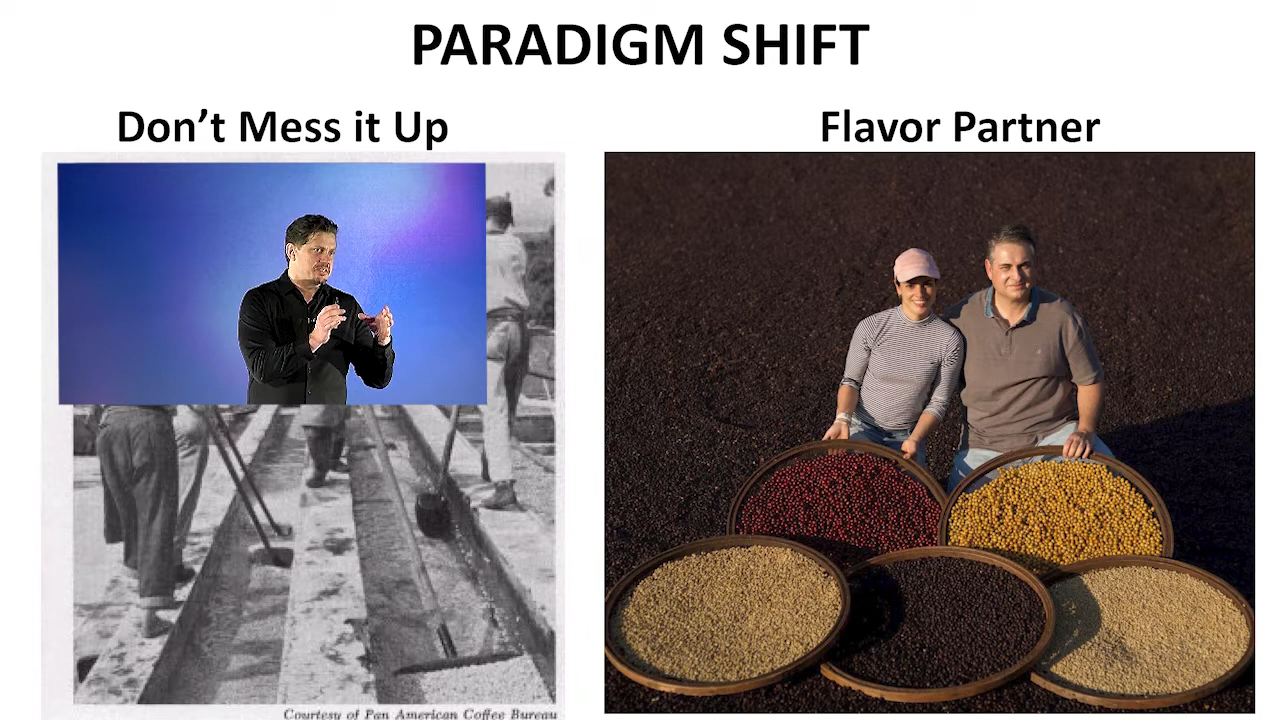 PARADIGM SHIFT
Don’t Mess it Up
Flavor Partner
Courtesy of Pan American Coffee Bureau